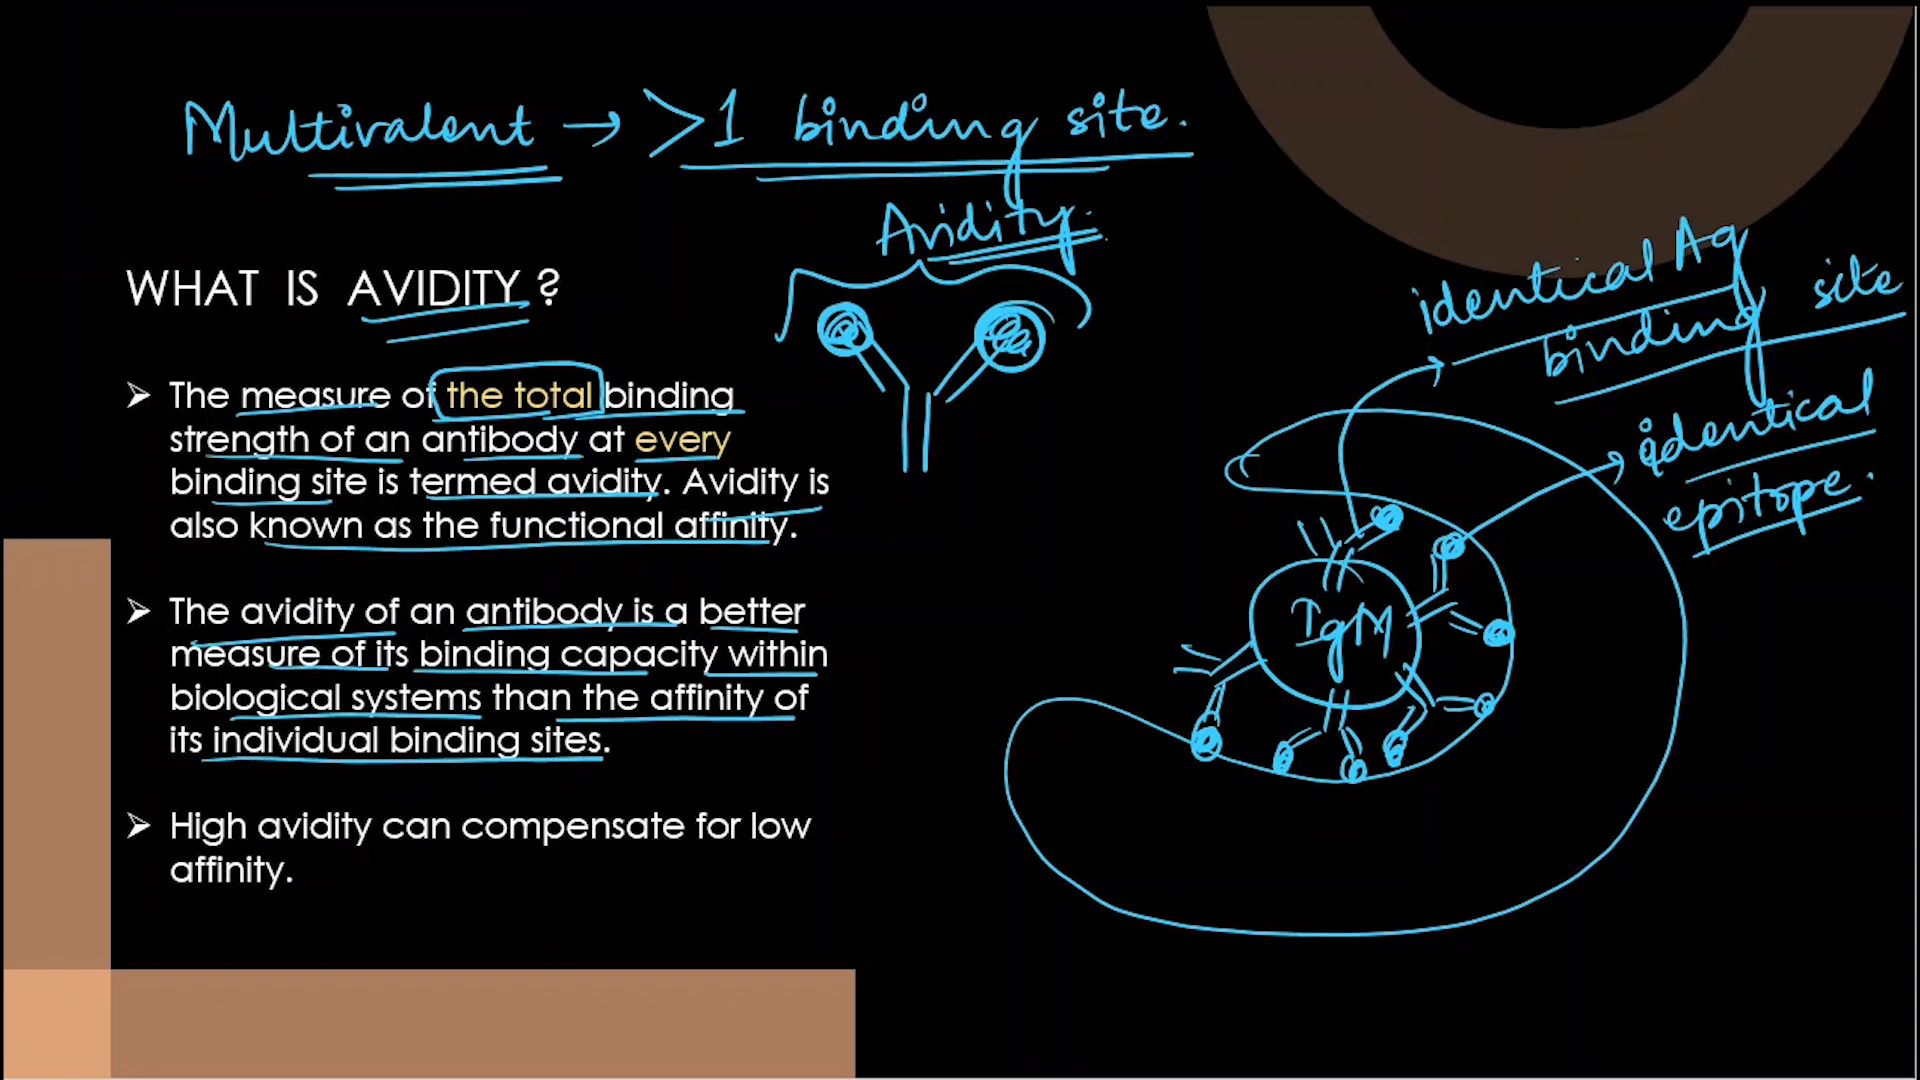 Multivalent → >1 binding site.
Avidity.
WHAT IS AVIDITY ?
➢ The measure of the total binding
strength of an antibody at every
binding site is termed avidity. Avidity is
also known as the functional affinity.
➢ The avidity of an antibody is a better
measure of its binding capacity within
biological systems than the affinity of
its individual binding sites.
➢ High avidity can compensate for low
affinity.
identical Ag
binding site
identical
epitope.
IgM